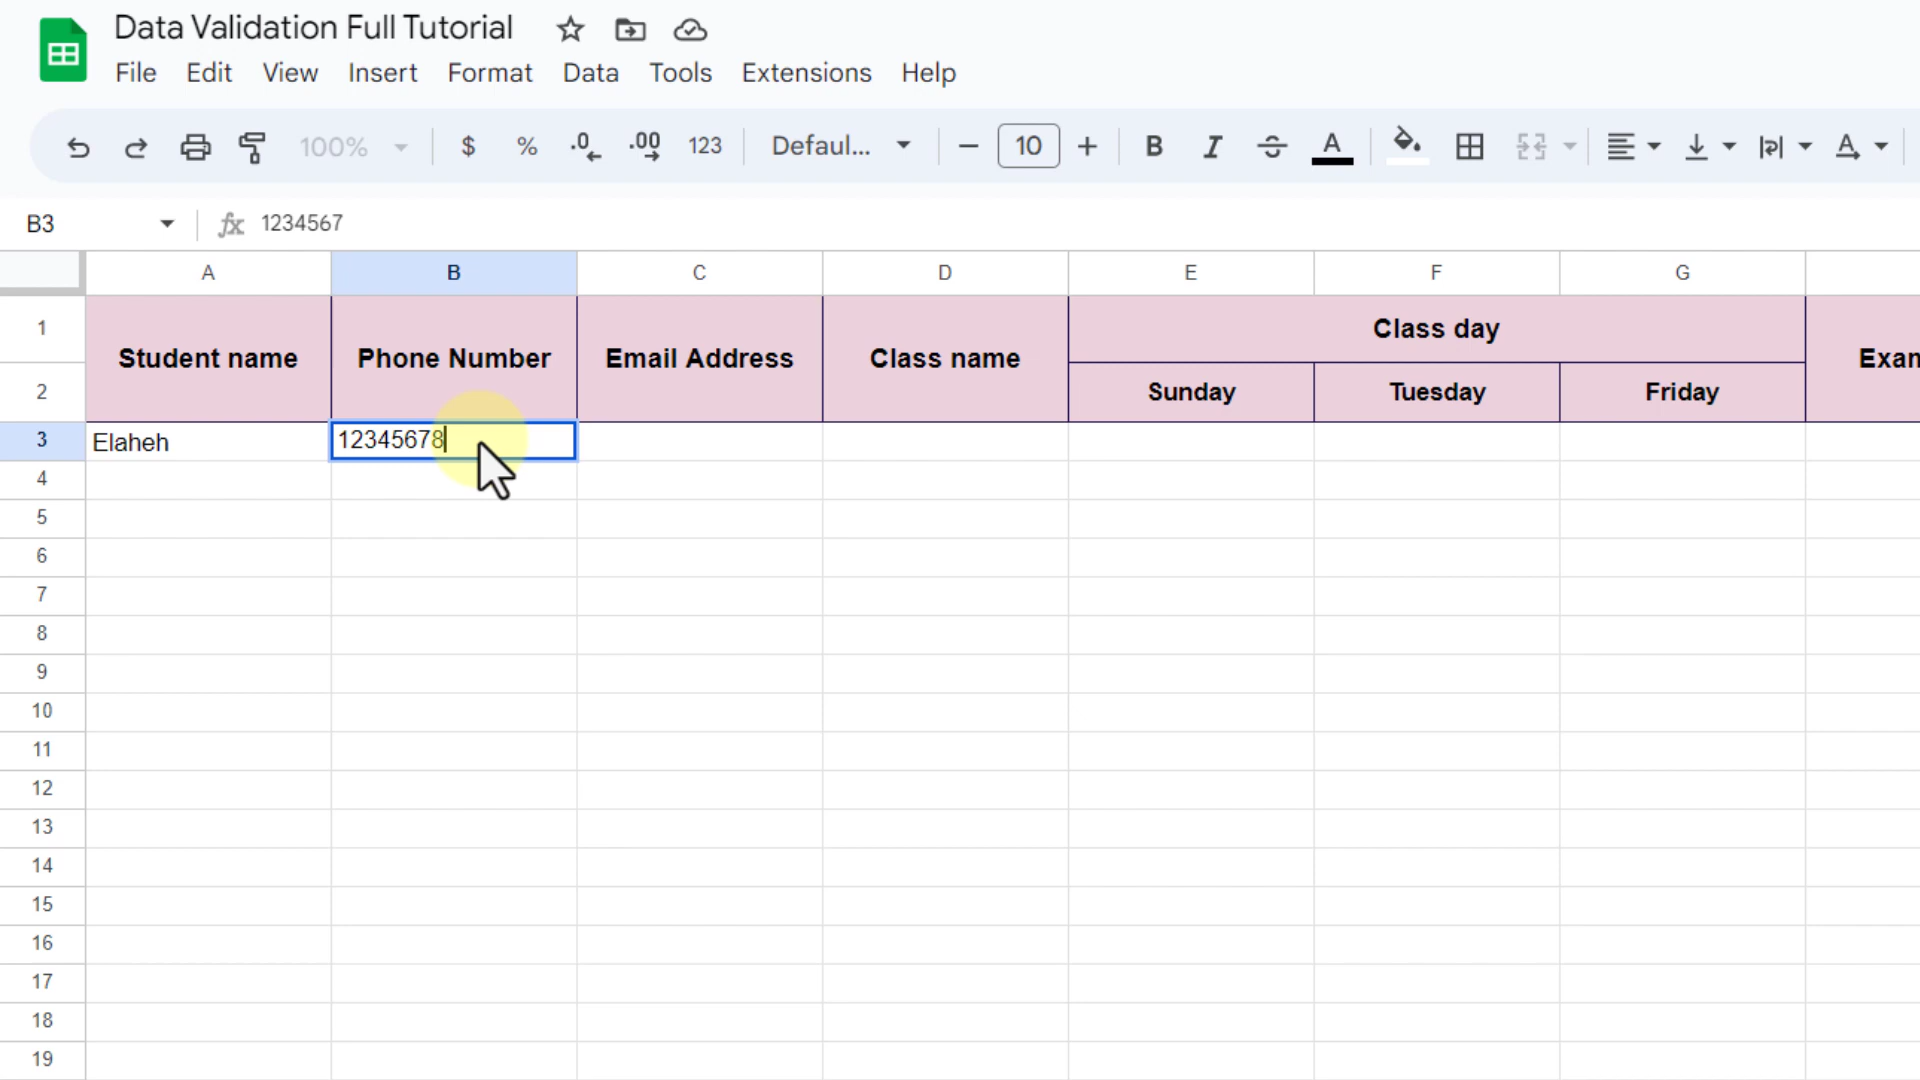 Data Validation Full Tutorial
File Edit View Insert Format Data Tools Extensions Help
100% $ % .0 .00 123 Defaul... 10 B I S A A
B3 fx 1234567
A B C D E F G
1 Student name Phone Number Email Address Class name Class day Exam
2 Sunday Tuesday Friday
3 Elaheh 12345678
4
5
6
7
8
9
10
11
12
13
14
15
16
17
18
19